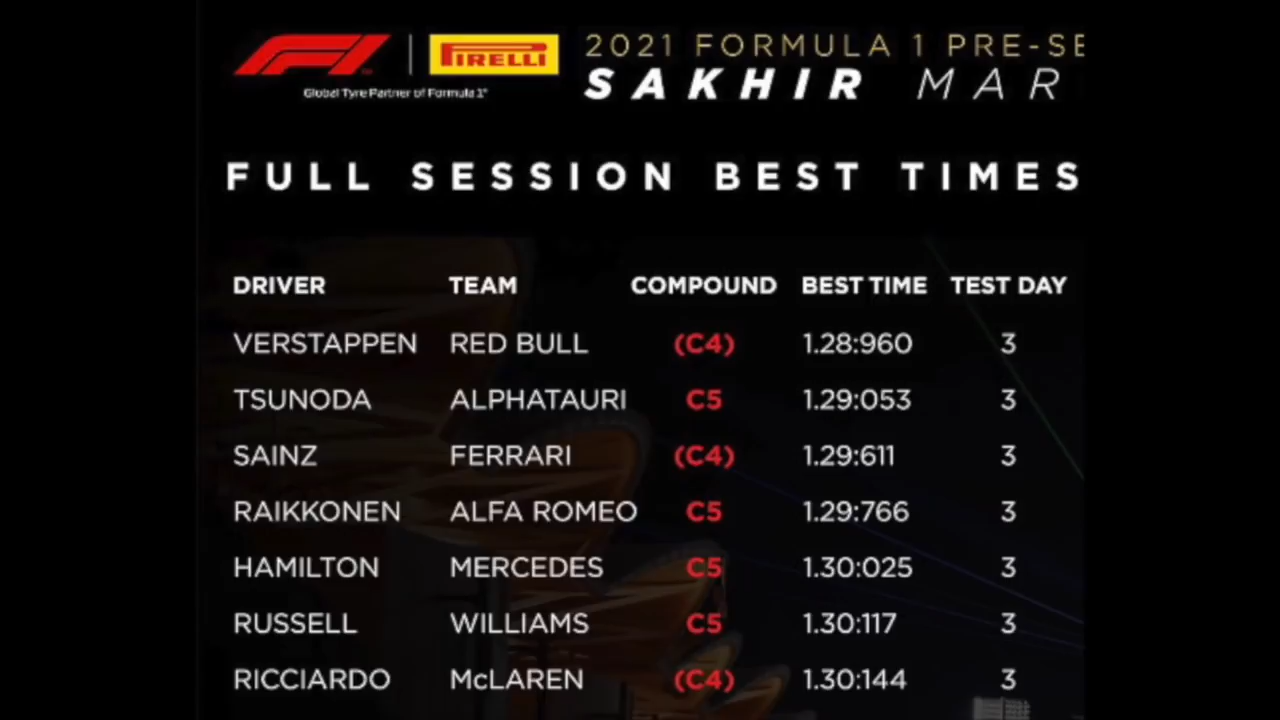 F1 PIRELLI
Global Tyre Partner of Formula 1®
2021 FORMULA 1 PRE-SE
SAKHIR MAR
FULL SESSION BEST TIMES
DRIVER TEAM COMPOUND BEST TIME TEST DAY
VERSTAPPEN RED BULL (C4) 1.28:960 3
TSUNODA ALPHATAURI C5 1.29:053 3
SAINZ FERRARI (C4) 1.29:611 3
RAIKKONEN ALFA ROMEO C5 1.29:766 3
HAMILTON MERCEDES C5 1.30:025 3
RUSSELL WILLIAMS C5 1.30:117 3
RICCIARDO McLAREN (C4) 1.30:144 3